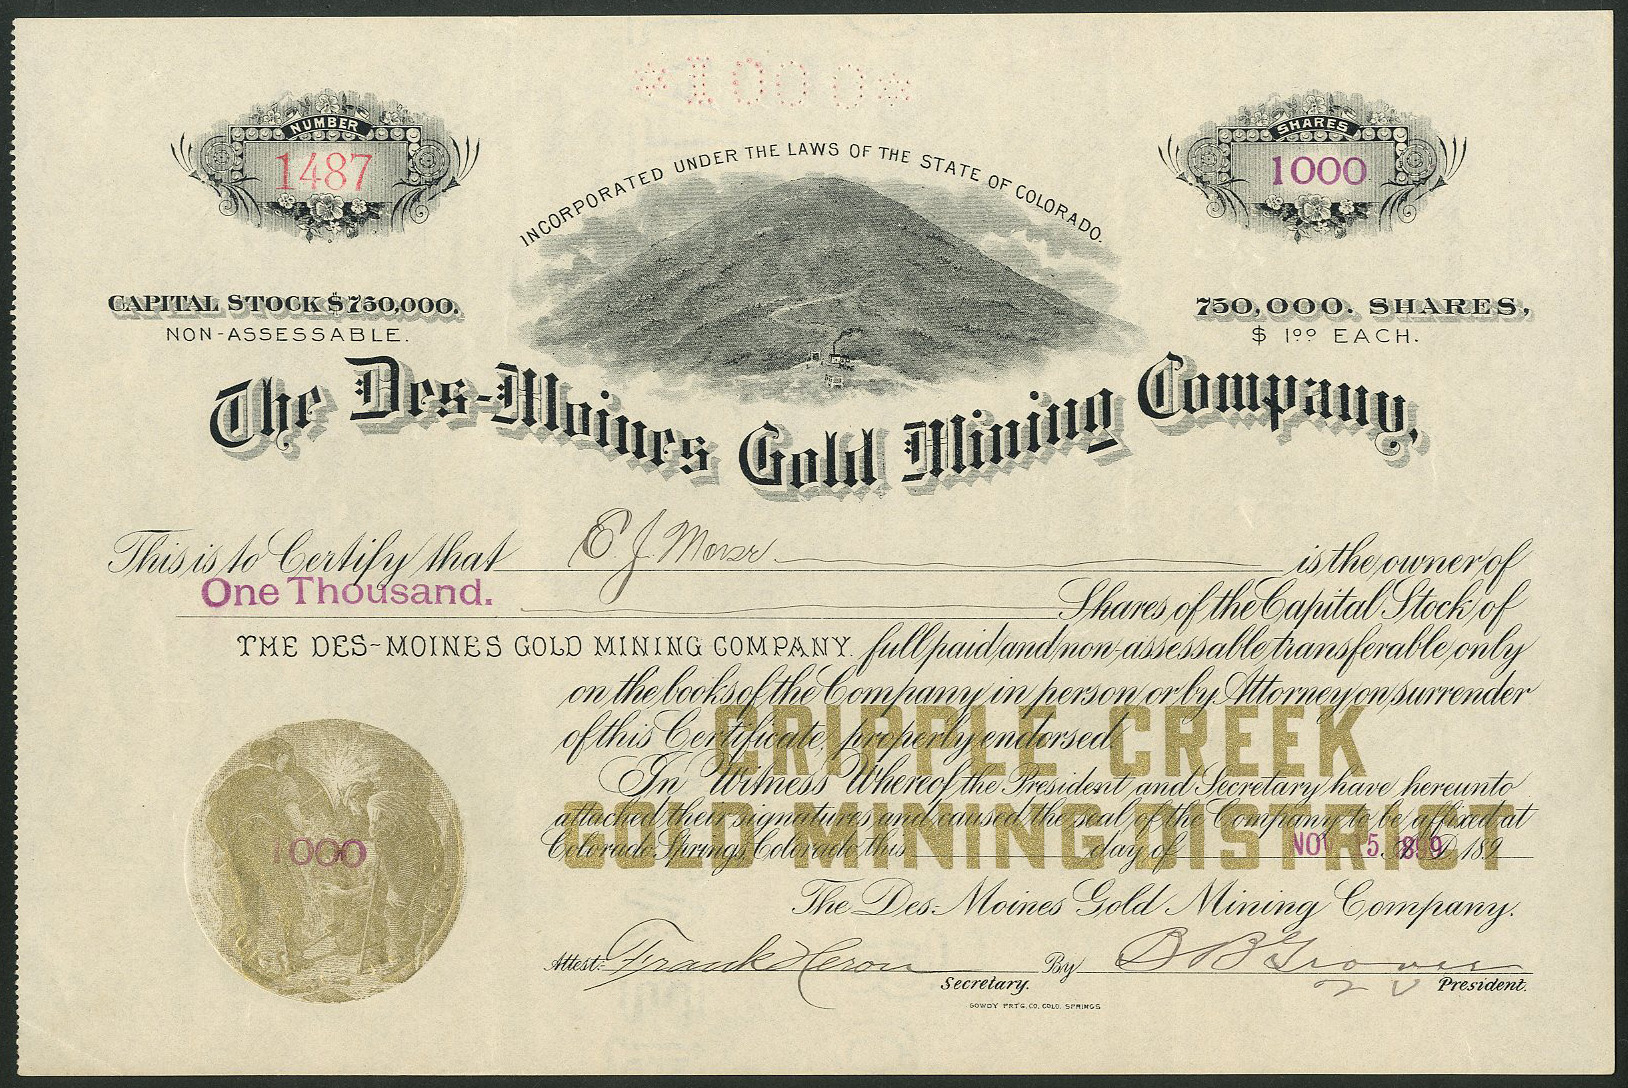 *1000*
NUMBER
1487
SHARES
1000
INCORPORATED UNDER THE LAWS OF THE STATE OF COLORADO.
CAPITAL STOCK $750,000.
NON-ASSESSABLE.
750,000. SHARES,
$1.00 EACH.
The Des-Moines Gold Mining Company,
This is to Certify that E J Morse is the owner of
One Thousand. Shares of the Capital Stock of
THE DES-MOINES GOLD MINING COMPANY. full paid and non-assessable transferable only
on the books of the Company in person or by Attorney on surrender
of this Certificate, properly endorsed.
CRIPPLE CREEK
In Witness Whereof the President and Secretary have hereunto
attached their signatures and caused the seal of the Company to be affixed at
GOLD MINING DISTRICT
Colorado Springs, Colorado this day of NOV 5. 1899 A.D. 189
1000
The Des-Moines Gold Mining Company.
Attest: Frank Heron Secretary. By B B Grover President.
GOWDY PRT'G. CO. COLO. SPRINGS